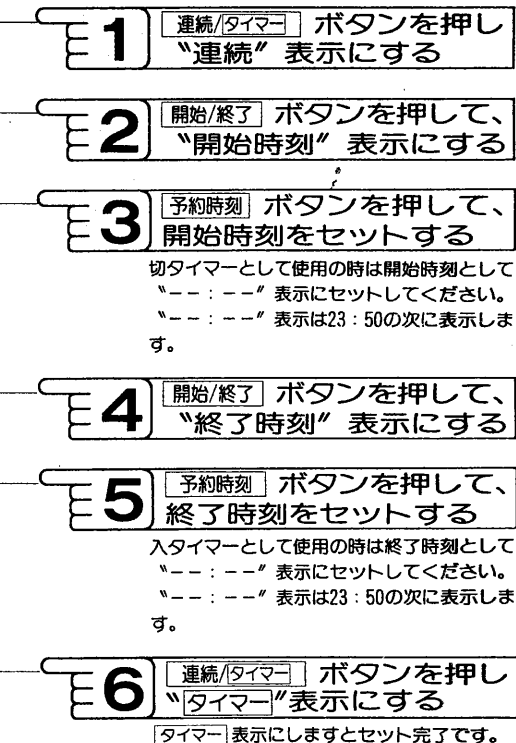 1
連続/タイマー ボタンを押し
〝連続〞表示にする
2
開始/終了 ボタンを押して、
〝開始時刻〞表示にする
3
予約時刻 ボタンを押して、
開始時刻をセットする
切タイマーとして使用の時は開始時刻として
〝－－：－－〞表示にセットしてください。
〝－－：－－〞表示は23：50の次に表示しま
す。
4
開始/終了 ボタンを押して、
〝終了時刻〞表示にする
5
予約時刻 ボタンを押して、
終了時刻をセットする
入タイマーとして使用の時は終了時刻として
〝－－：－－〞表示にセットしてください。
〝－－：－－〞表示は23：50の次に表示しま
す。
6
連続/タイマー ボタンを押し
〝タイマー〞表示にする
タイマー表示にしますとセット完了です。